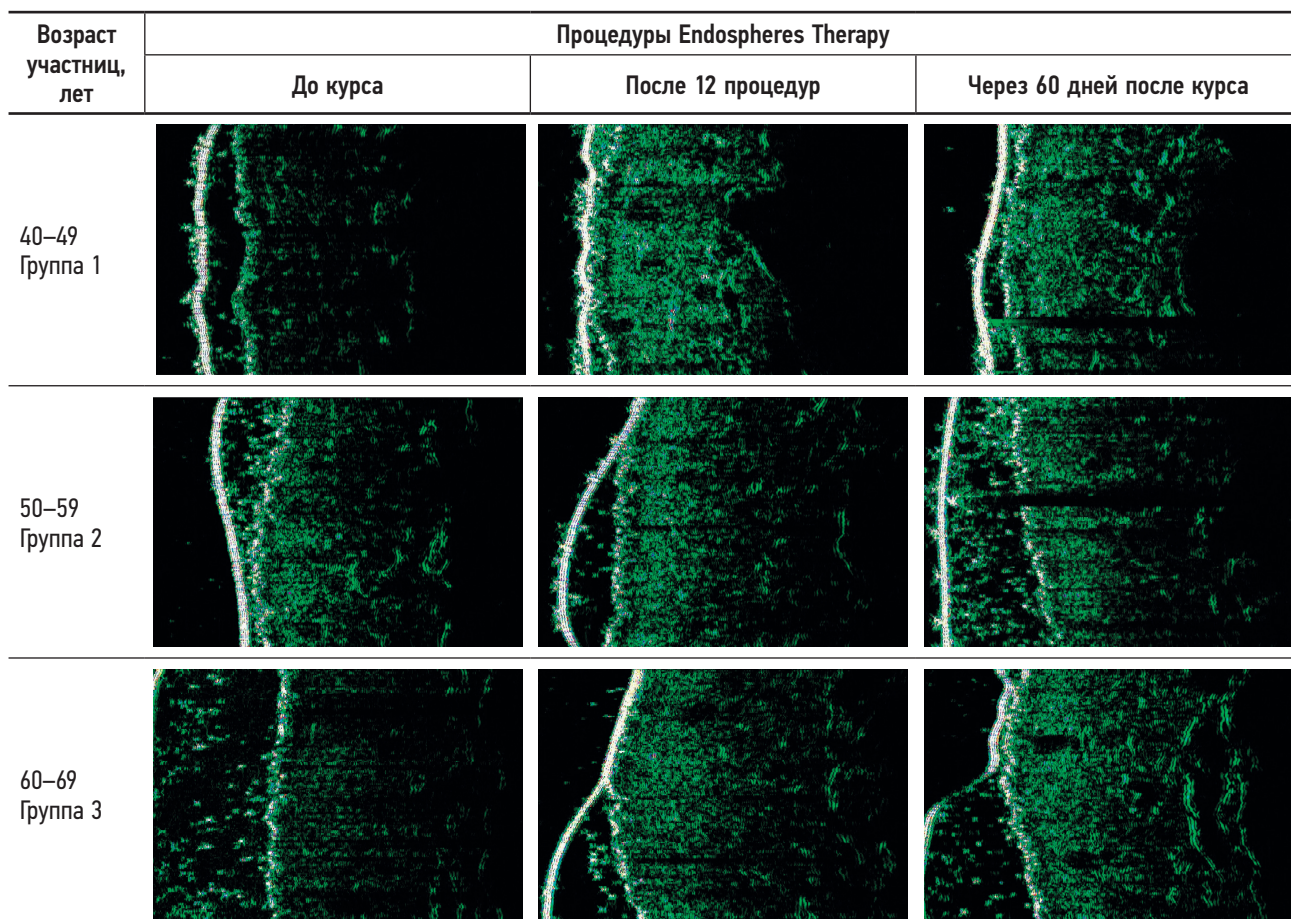 Возраст участниц, лет
Процедуры Endospheres Therapy
До курса
После 12 процедур
Через 60 дней после курса
40–49
Группа 1
50–59
Группа 2
60–69
Группа 3